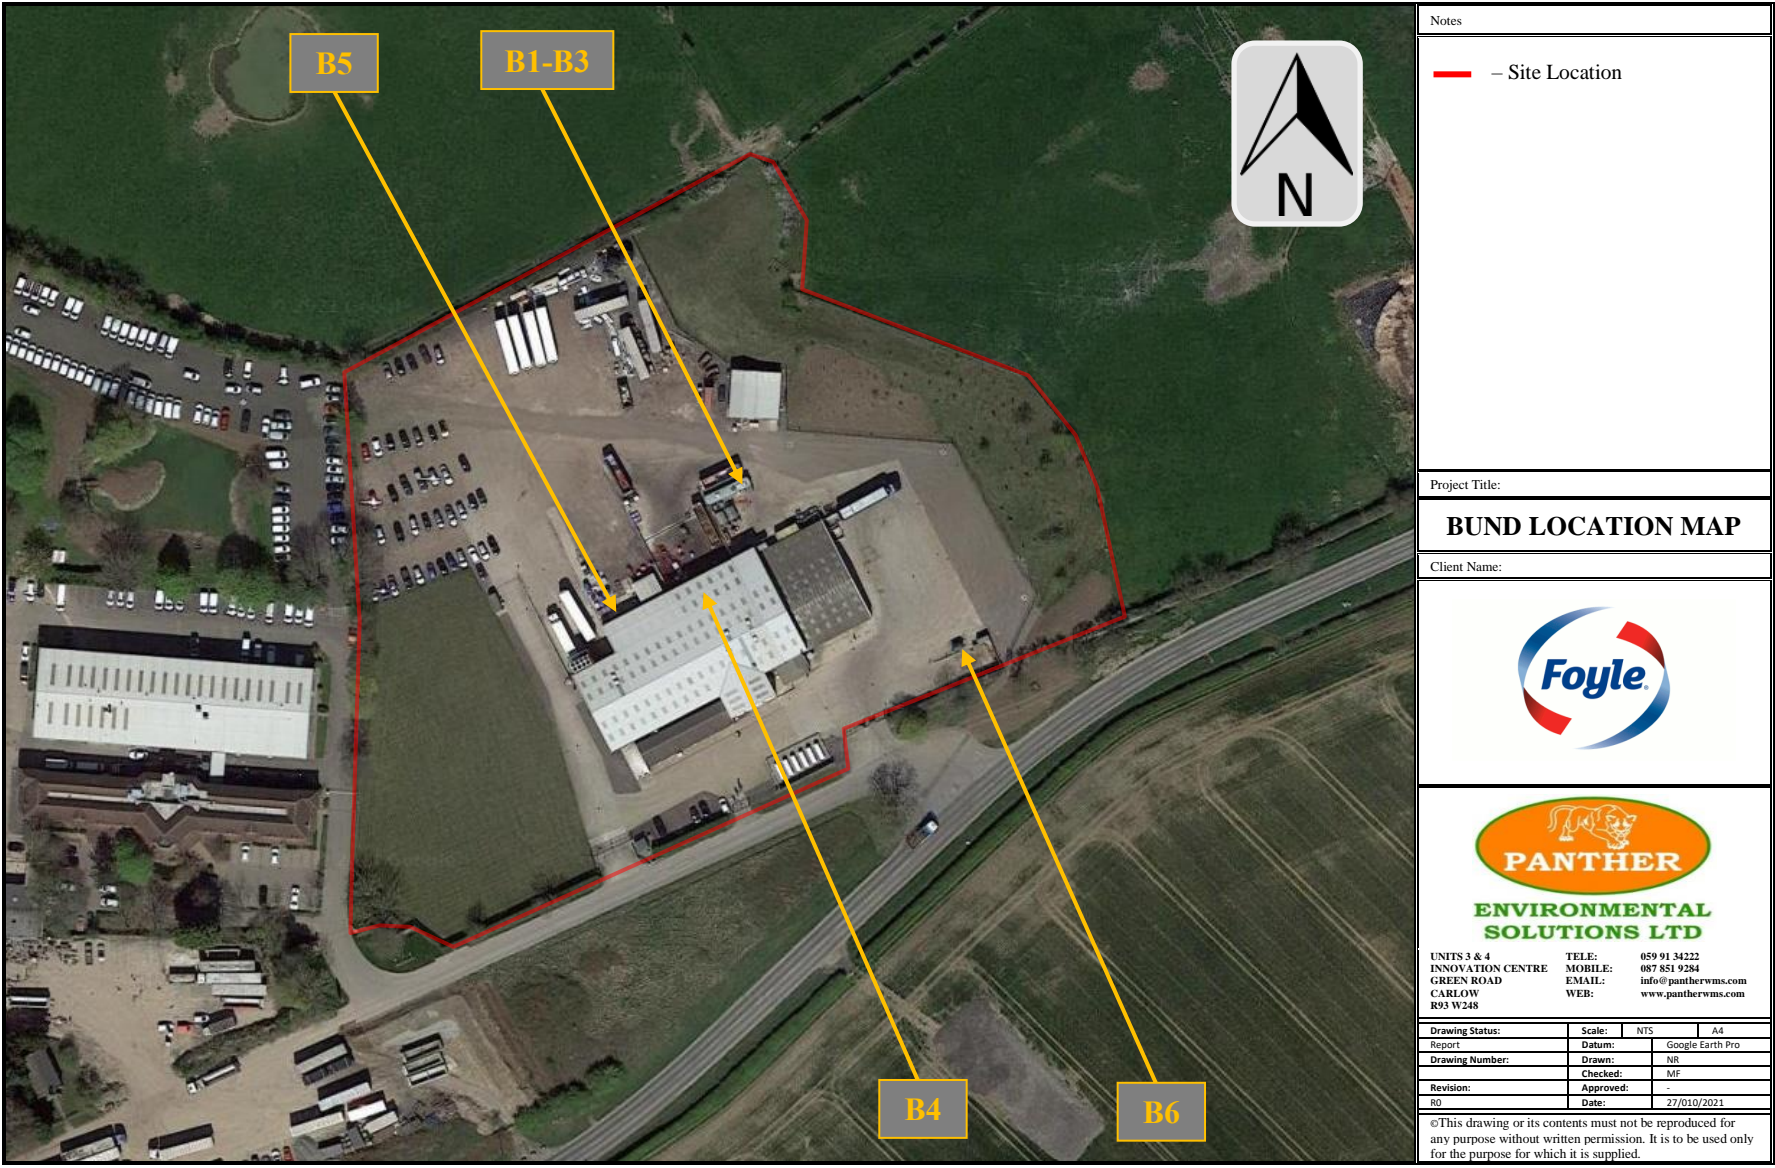 B5
B1-B3
N
B4
B6
Notes
– Site Location
Project Title:
BUND LOCATION MAP
Client Name:
Foyle
PANTHER
ENVIRONMENTAL
SOLUTIONS LTD
UNITS 3 & 4 TELE: 059 91 34222
INNOVATION CENTRE MOBILE: 087 851 9284
GREEN ROAD EMAIL: info@pantherwms.com
CARLOW WEB: www.pantherwms.com
R93 W248
Drawing Status: Scale: NTS A4
Report Datum: Google Earth Pro
Drawing Number: Drawn: NR
Checked: MF
Revision: Approved: -
R0 Date: 27/010/2021
©This drawing or its contents must not be reproduced for
any purpose without written permission. It is to be used only
for the purpose for which it is supplied.